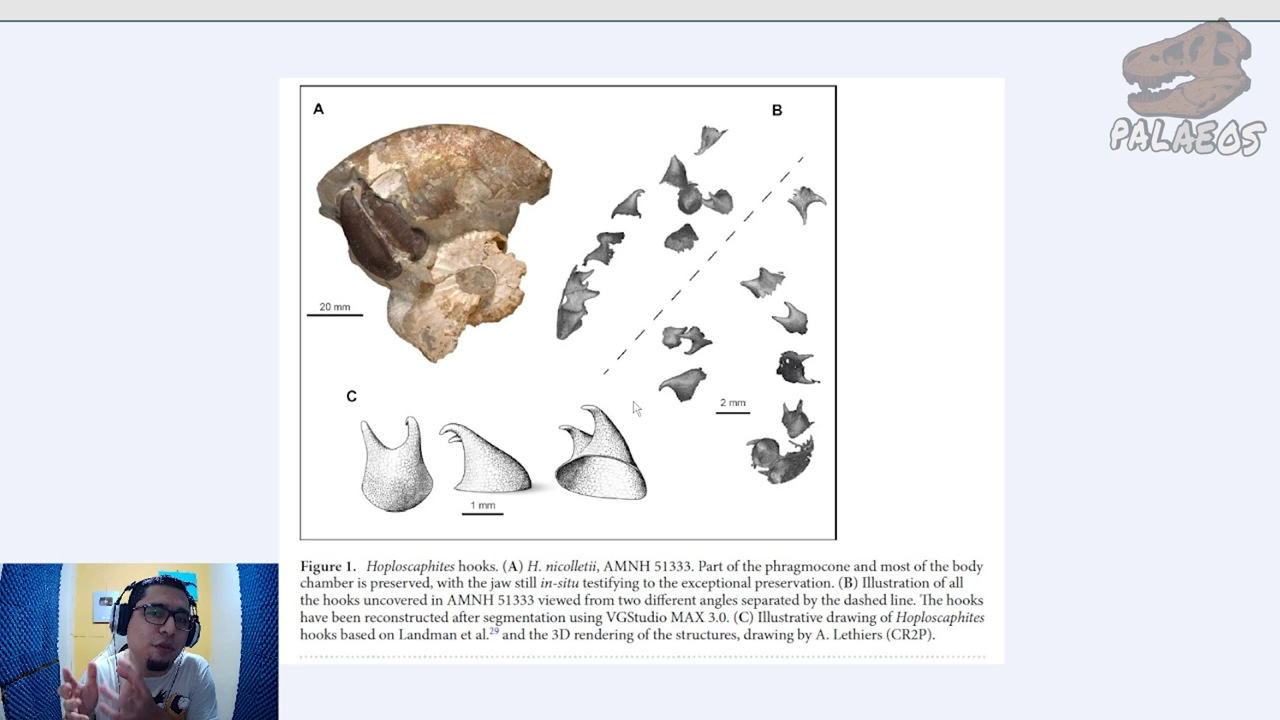 PALAEOS
A
B
20 mm
C
2 mm
1 mm
Figure 1. Hoploscaphites hooks. (A) H. nicolletii, AMNH 51333. Part of the phragmocone and most of the body
chamber is preserved, with the jaw still in-situ testifying to the exceptional preservation. (B) Illustration of all
the hooks uncovered in AMNH 51333 viewed from two different angles separated by the dashed line. The hooks
have been reconstructed after segmentation using VGStudio MAX 3.0. (C) Illustrative drawing of Hoploscaphites
hooks based on Landman et al.29 and the 3D rendering of the structures, drawing by A. Lethiers (CR2P).